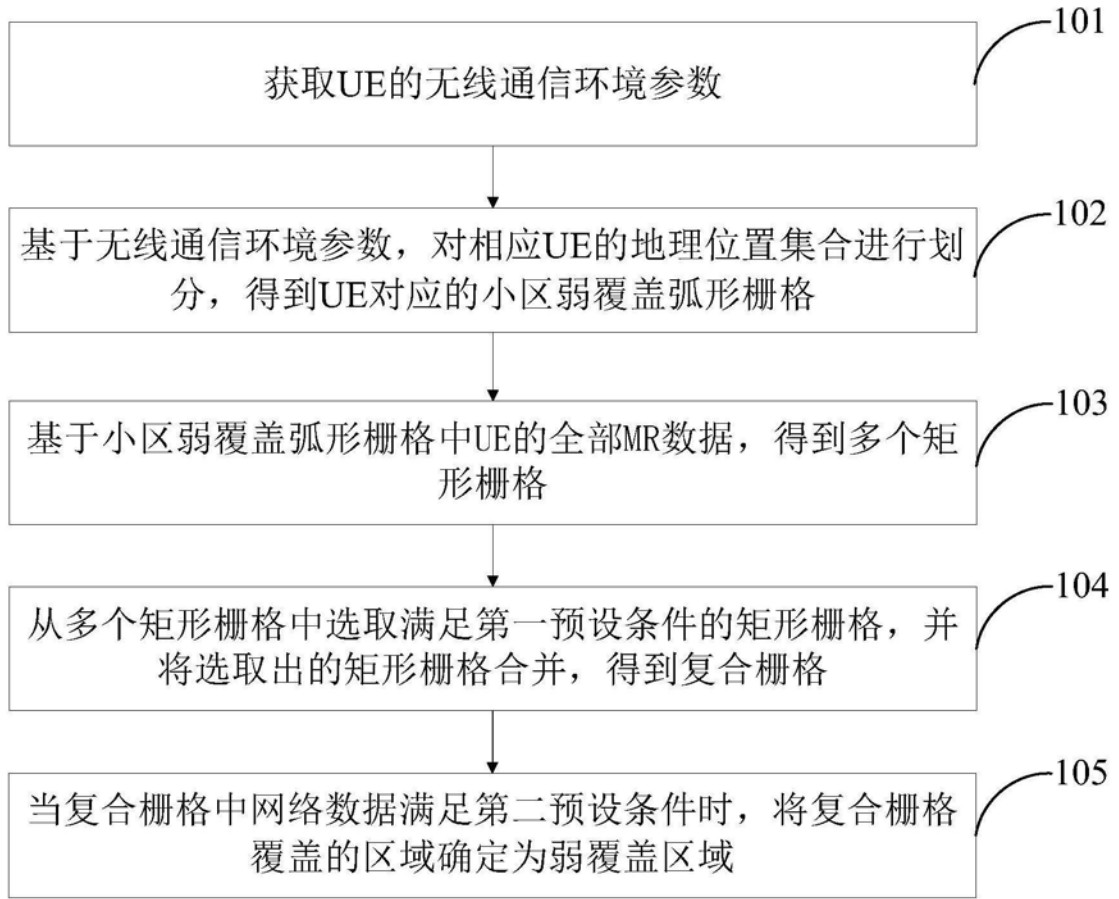 101
获取UE的无线通信环境参数
102
基于无线通信环境参数，对相应UE的地理位置集合进行划
分，得到UE对应的小区弱覆盖弧形栅格
103
基于小区弱覆盖弧形栅格中UE的全部MR数据，得到多个矩
形栅格
104
从多个矩形栅格中选取满足第一预设条件的矩形栅格，并
将选取出的矩形栅格合并，得到复合栅格
105
当复合栅格中网络数据满足第二预设条件时，将复合栅格
覆盖的区域确定为弱覆盖区域